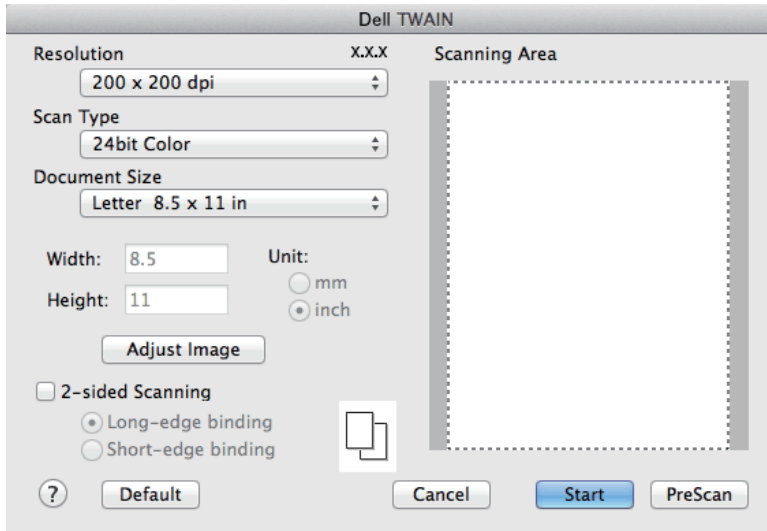 Dell TWAIN
Resolution X.X.X
200 x 200 dpi
Scan Type
24bit Color
Document Size
Letter 8.5 x 11 in
Width: 8.5
Height: 11
Unit:
mm
inch
Adjust Image
2-sided Scanning
Long-edge binding
Short-edge binding
Scanning Area
? Default Cancel Start PreScan